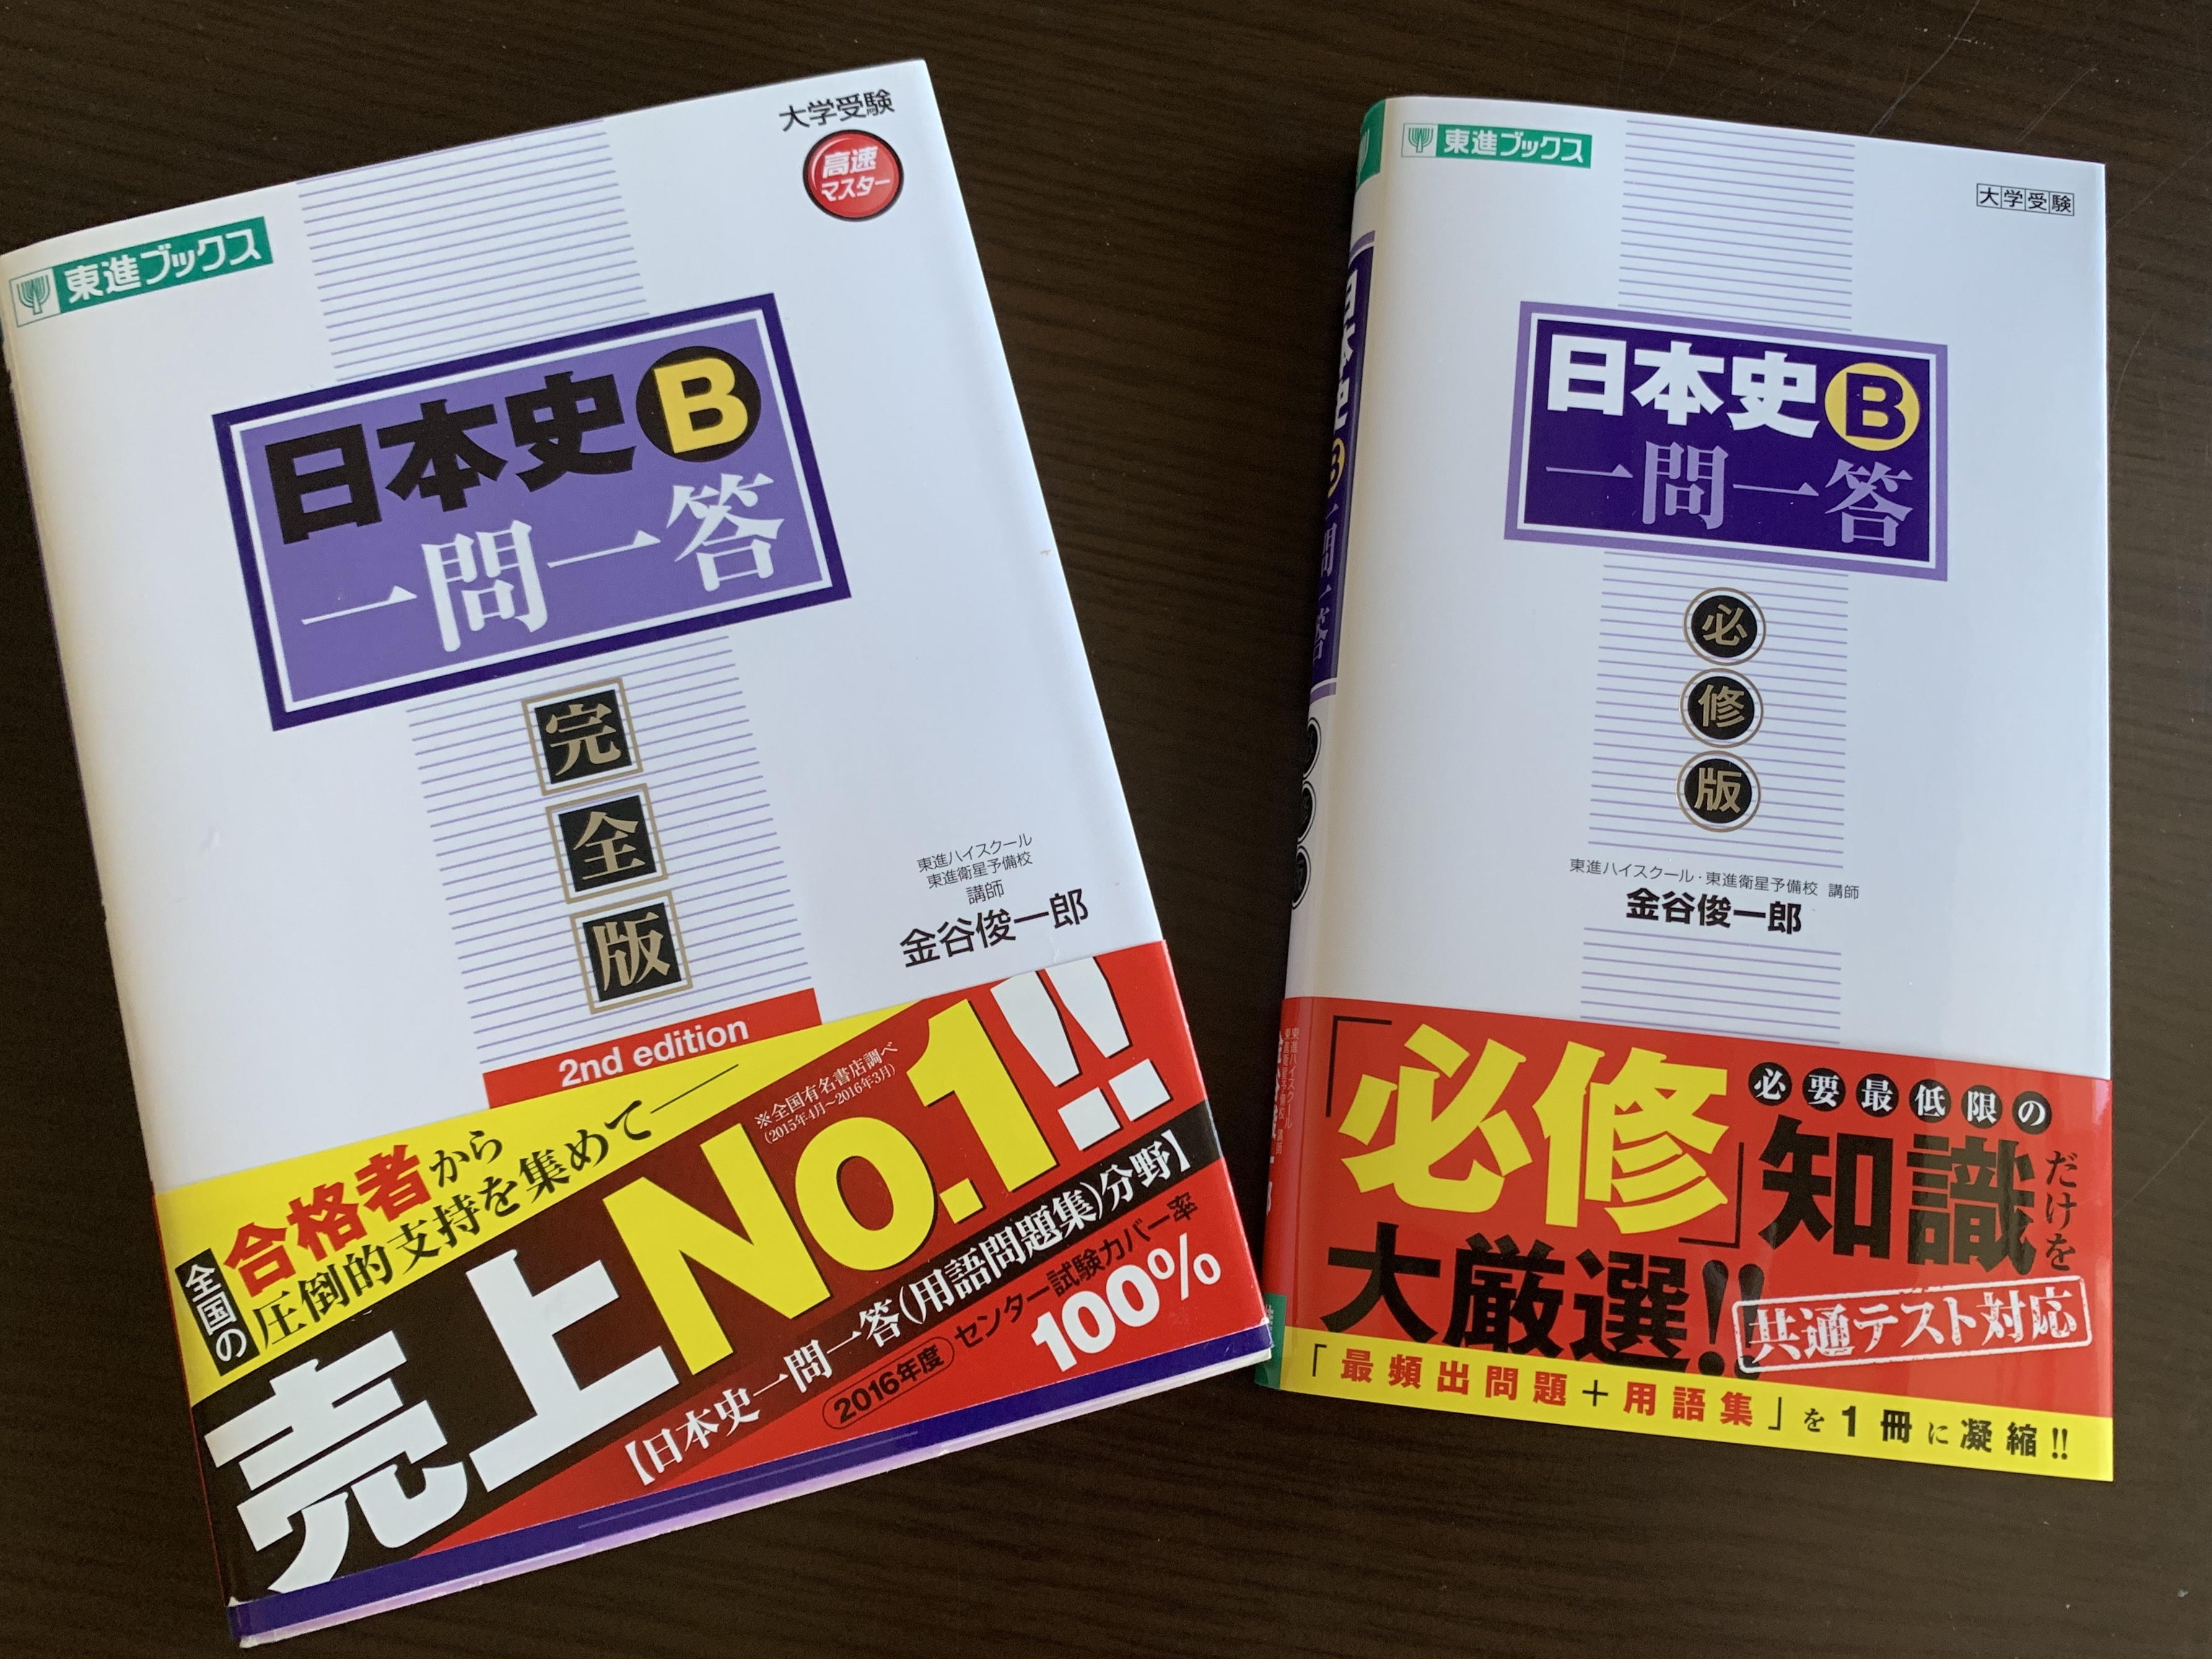 大学受験
高速
マスター
東進ブックス
日本史B
一問一答
完
全
版
東進ハイスクール
東進衛星予備校
講師
金谷俊一郎
2nd edition
全国の
合格者から
圧倒的支持を集めて――
※全国有名書店調べ
(2015年4月〜2016年3月)
売上No.1!!
【日本史一問一答(用語問題集)分野】
2016年度 センター試験カバー率
100%
東進ブックス
大学受験
日本史B
一問一答
必
修
版
東進ハイスクール・東進衛星予備校 講師
金谷俊一郎
「必修」必要最低限の
知識だけを
大厳選!!
共通テスト対応
「最頻出問題+用語集」を1冊に凝縮!!
日本史B一問一答